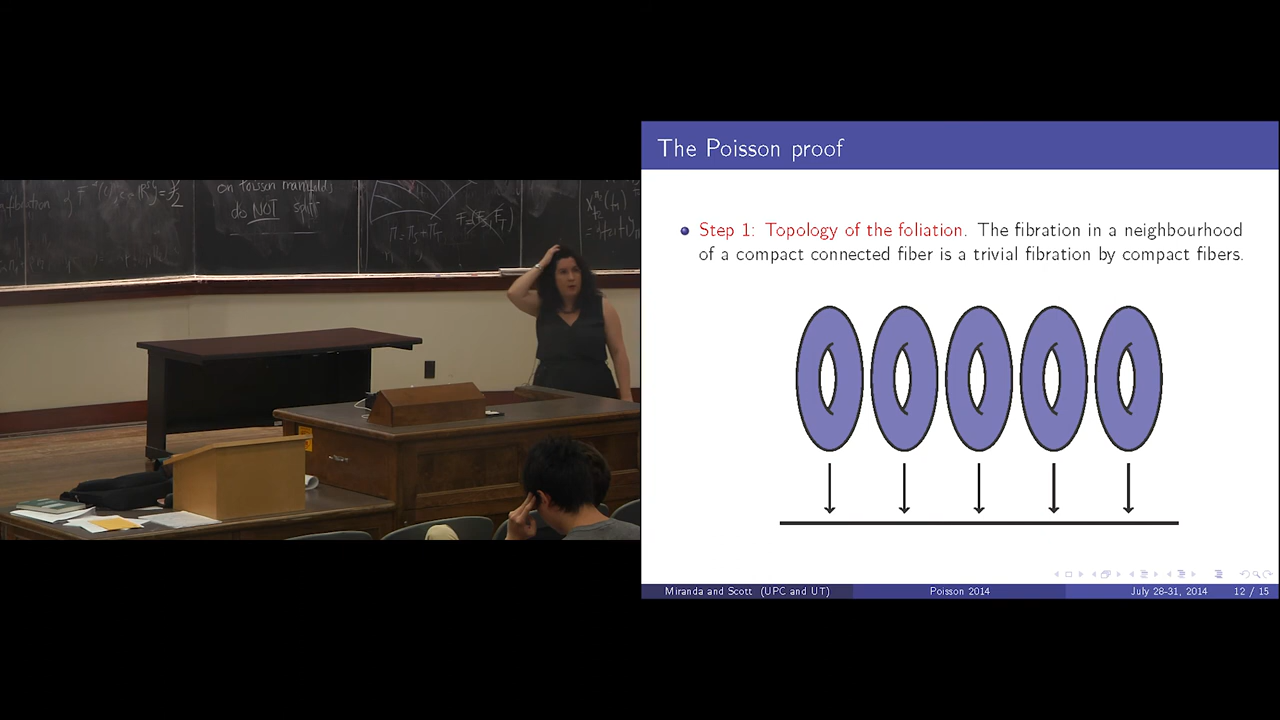 on Poisson manifolds
do NOT split
The Poisson proof
Step 1: Topology of the foliation. The fibration in a neighbourhood
of a compact connected fiber is a trivial fibration by compact fibers.
Miranda and Scott (UPC and UT) Poisson 2014 July 28-31, 2014 12 / 15